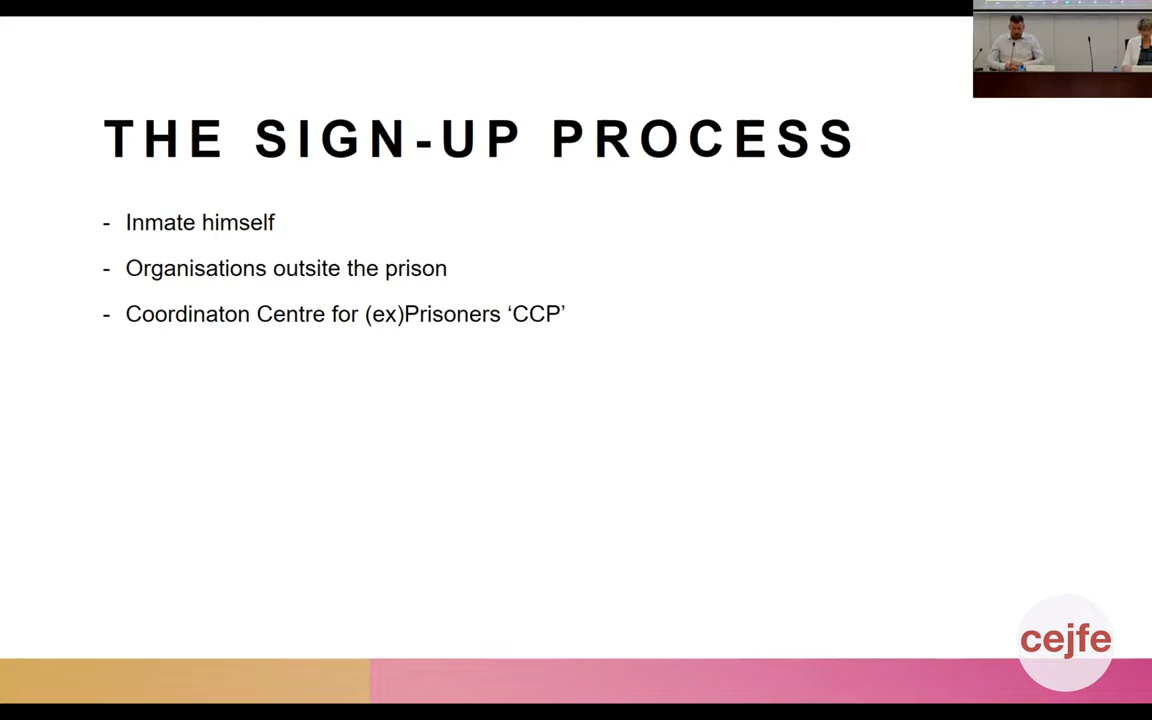 THE SIGN-UP PROCESS
- Inmate himself
- Organisations outsite the prison
- Coordinaton Centre for (ex)Prisoners ‘CCP’
cejfe